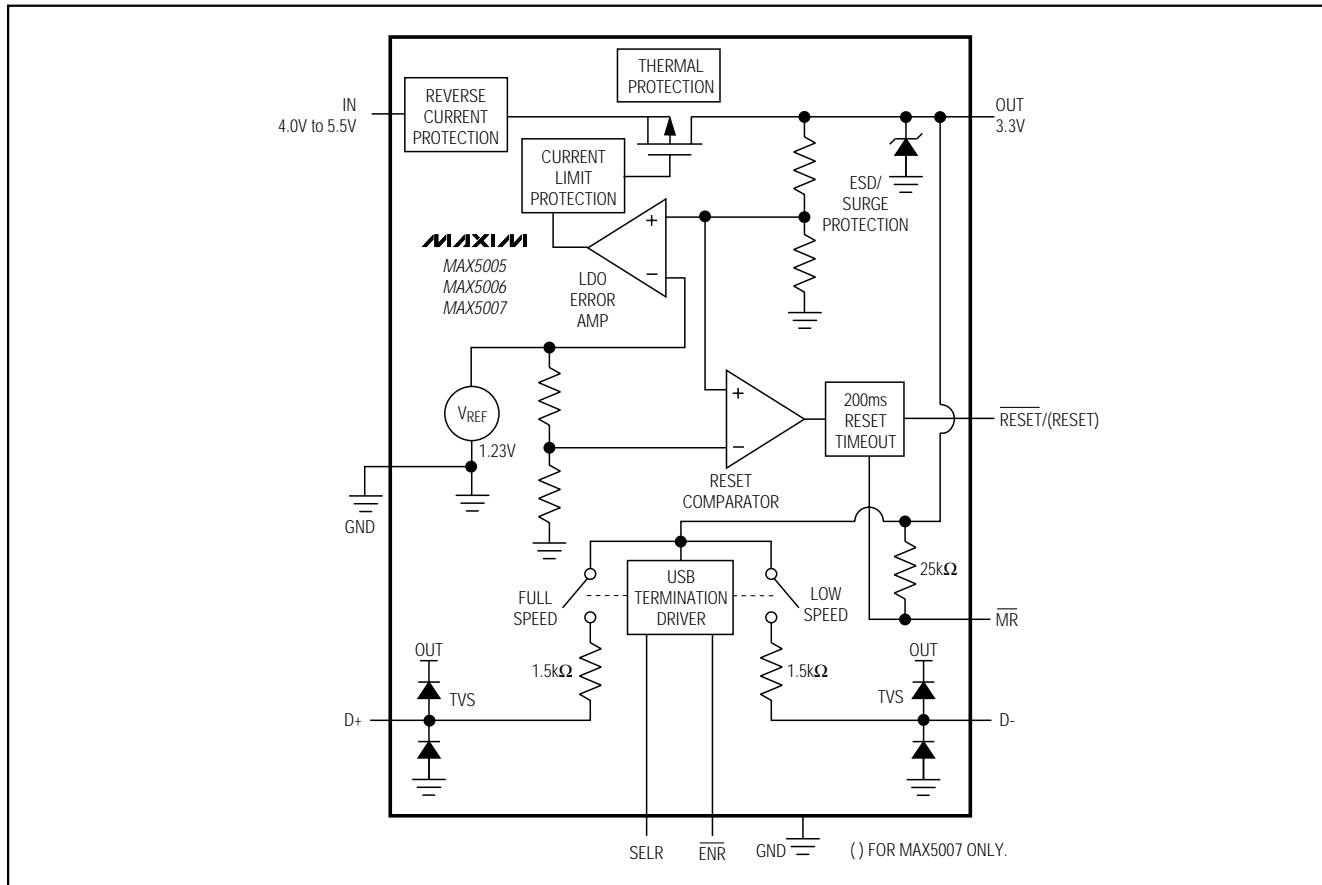 THERMAL
PROTECTION
IN
4.0V to 5.5V
REVERSE
CURRENT
PROTECTION
OUT
3.3V
CURRENT
LIMIT
PROTECTION
ESD/
SURGE
PROTECTION
+
−
LDO
ERROR
AMP
MAXIM
MAX5005
MAX5006
MAX5007
VREF
1.23V
GND
+
−
RESET
COMPARATOR
200ms
RESET
TIMEOUT
RESET/(RESET)
25kΩ
FULL
SPEED
USB
TERMINATION
DRIVER
LOW
SPEED
MR
OUT
TVS
1.5kΩ
1.5kΩ
OUT
TVS
D+
D-
SELR
ENR
GND
( ) FOR MAX5007 ONLY.